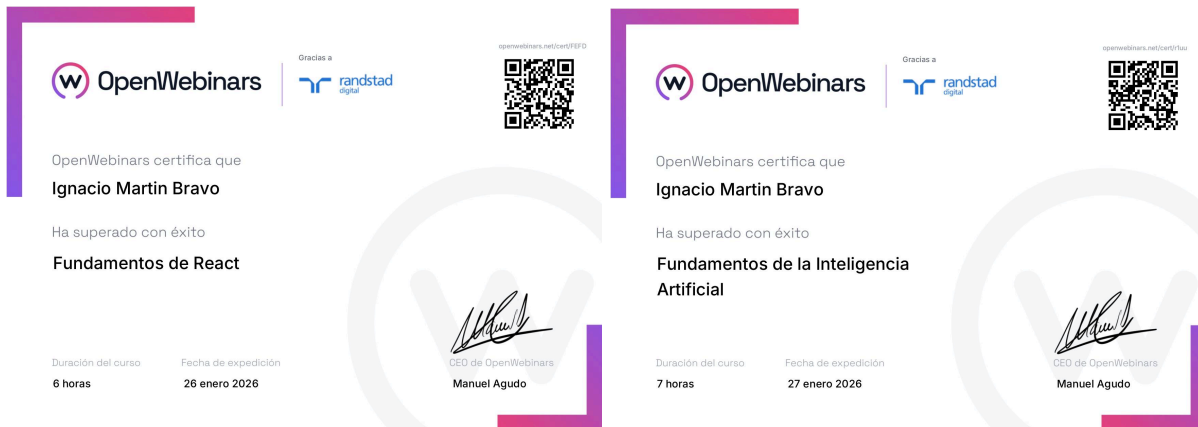 openwebinars.net/cert/FEFD
Gracias a
OpenWebinars
randstad
digital
OpenWebinars certifica que
Ignacio Martin Bravo
Ha superado con éxito
Fundamentos de React
Duración del curso
Fecha de expedición
CEO de OpenWebinars
6 horas
26 enero 2026
Manuel Agudo
openwebinars.net/cert/r1uu
Gracias a
OpenWebinars
randstad
digital
OpenWebinars certifica que
Ignacio Martin Bravo
Ha superado con éxito
Fundamentos de la Inteligencia
Artificial
Duración del curso
Fecha de expedición
CEO de OpenWebinars
7 horas
27 enero 2026
Manuel Agudo